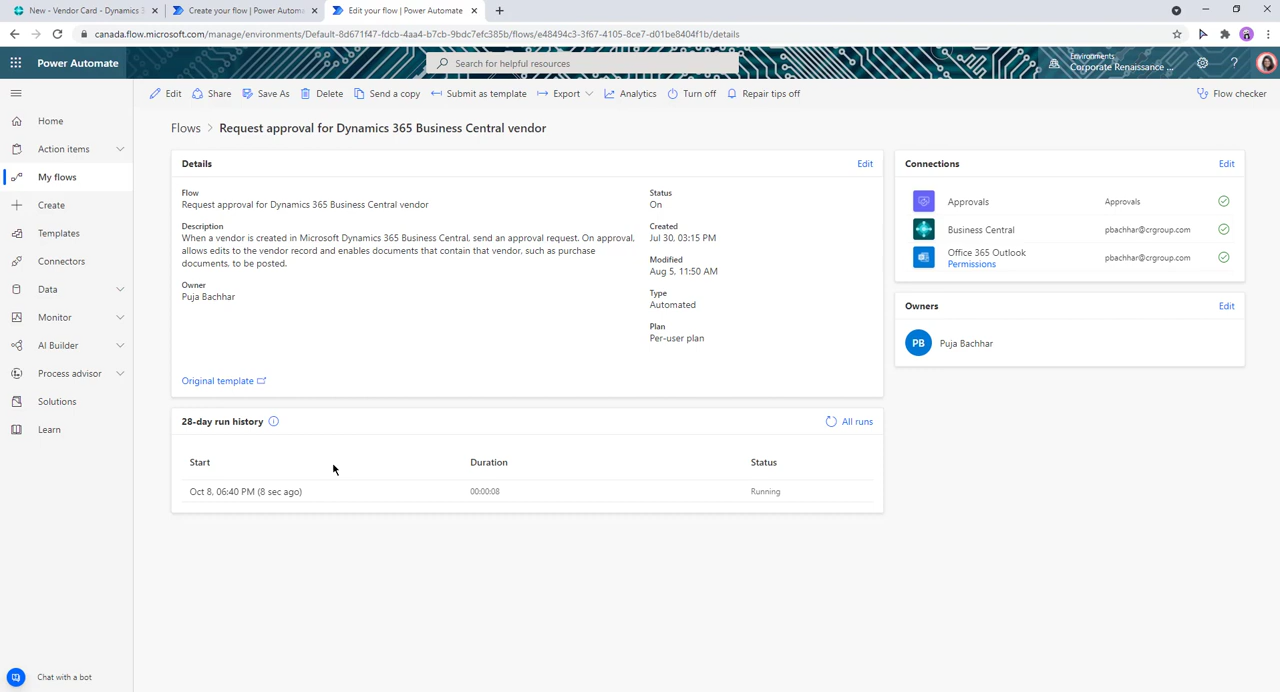 New - Vendor Card - Dynamics 3
Create your flow | Power Automa
Edit your flow | Power Automate
canada.flow.microsoft.com/manage/environments/Default-8d671f47-fdcb-4aa4-b7cb-9bdc7efc385b/flows/e48494c3-3f67-4105-8ce7-d01be8404f1b/details
Power Automate
Search for helpful resources
Environments
Corporate Renaissance ...
Edit
Share
Save As
Delete
Send a copy
Submit as template
Export
Analytics
Turn off
Repair tips off
Flow checker
Home
Action items
My flows
Create
Templates
Connectors
Data
Monitor
AI Builder
Process advisor
Solutions
Learn
Chat with a bot
Flows > Request approval for Dynamics 365 Business Central vendor
Details
Edit
Flow
Request approval for Dynamics 365 Business Central vendor
Description
When a vendor is created in Microsoft Dynamics 365 Business Central, send an approval request. On approval,
allows edits to the vendor record and enables documents that contain that vendor, such as purchase
documents, to be posted.
Owner
Puja Bachhar
Status
On
Created
Jul 30, 03:15 PM
Modified
Aug 5, 11:50 AM
Type
Automated
Plan
Per-user plan
Original template
28-day run history
All runs
Start Duration Status
Oct 8, 06:40 PM (8 sec ago) 00:00:08 Running
Connections
Edit
Approvals Approvals
Business Central pbachhar@crgroup.com
Office 365 Outlook pbachhar@crgroup.com
Permissions
Owners
Edit
PB Puja Bachhar